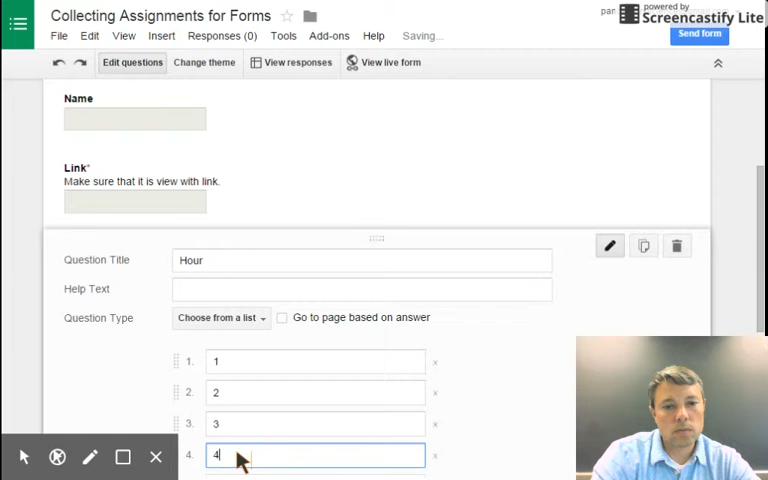 Collecting Assignments for Forms
powered by
Screencastify Lite
File Edit View Insert Responses (0) Tools Add-ons Help Saving...
Send form
Edit questions Change theme View responses View live form
Name
Link*
Make sure that it is view with link.
Question Title Hour
Help Text
Question Type Choose from a list Go to page based on answer
1. 1 x
2. 2 x
3. 3 x
4. 4 x